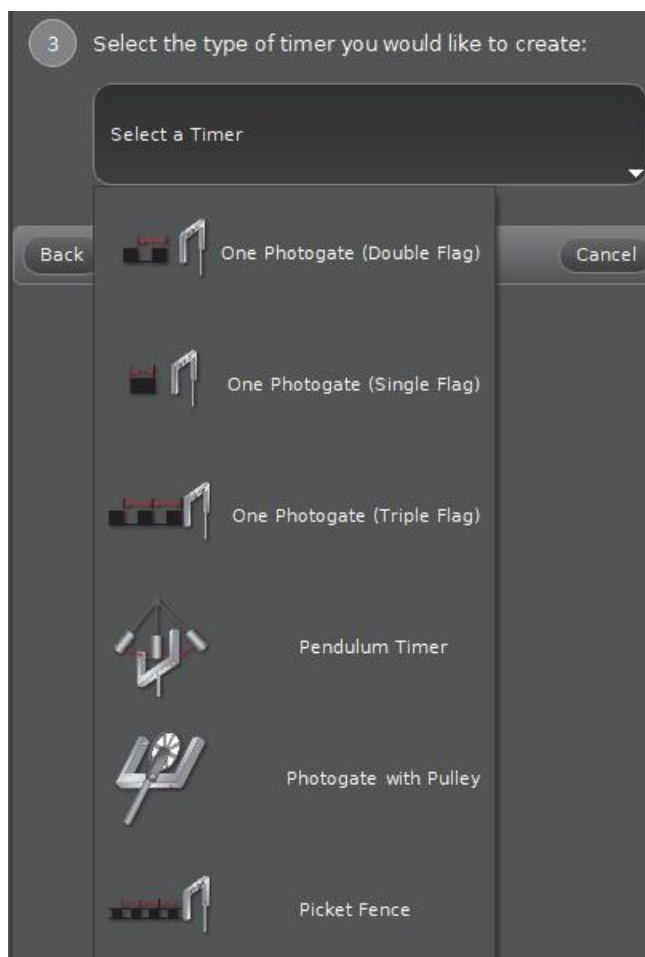 3 Select the type of timer you would like to create:
Select a Timer
Back
One Photogate (Double Flag)
Cancel
One Photogate (Single Flag)
One Photogate (Triple Flag)
Pendulum Timer
Photogate with Pulley
Picket Fence